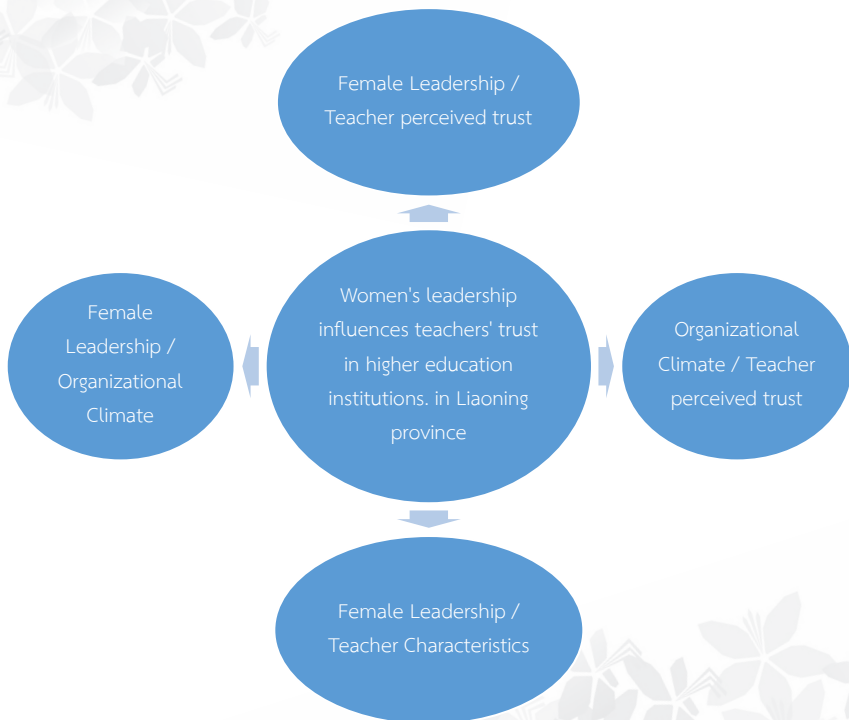 Female Leadership /
Teacher perceived trust
Female
Leadership /
Organizational
Climate
Women's leadership
influences teachers' trust
in higher education
institutions. in Liaoning
province
Organizational
Climate / Teacher
perceived trust
Female Leadership /
Teacher Characteristics